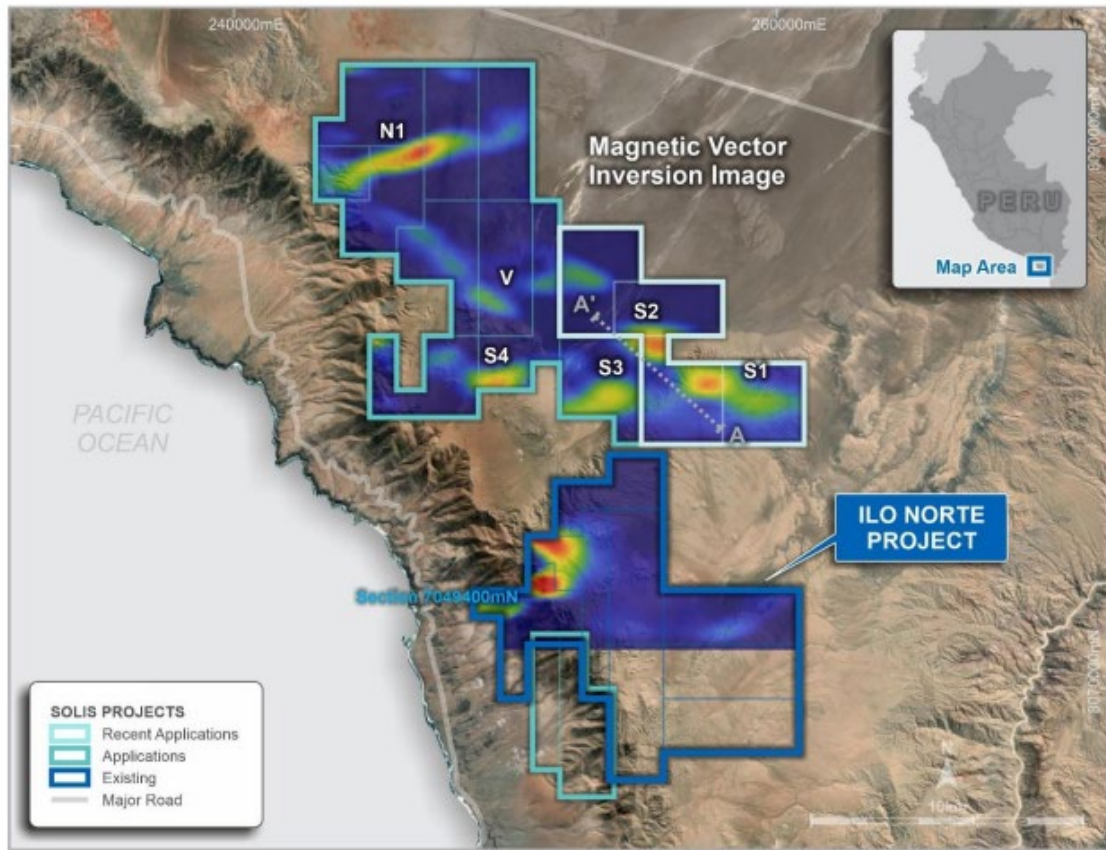 240000mE
260000mE
N1
Magnetic Vector
Inversion Image
PERU
Map Area
V
A'
S2
S4
S3
S1
A
PACIFIC
OCEAN
ILO NORTE
PROJECT
Section 7049400mN
SOLIS PROJECTS
Recent Applications
Applications
Existing
Major Road
N
10km